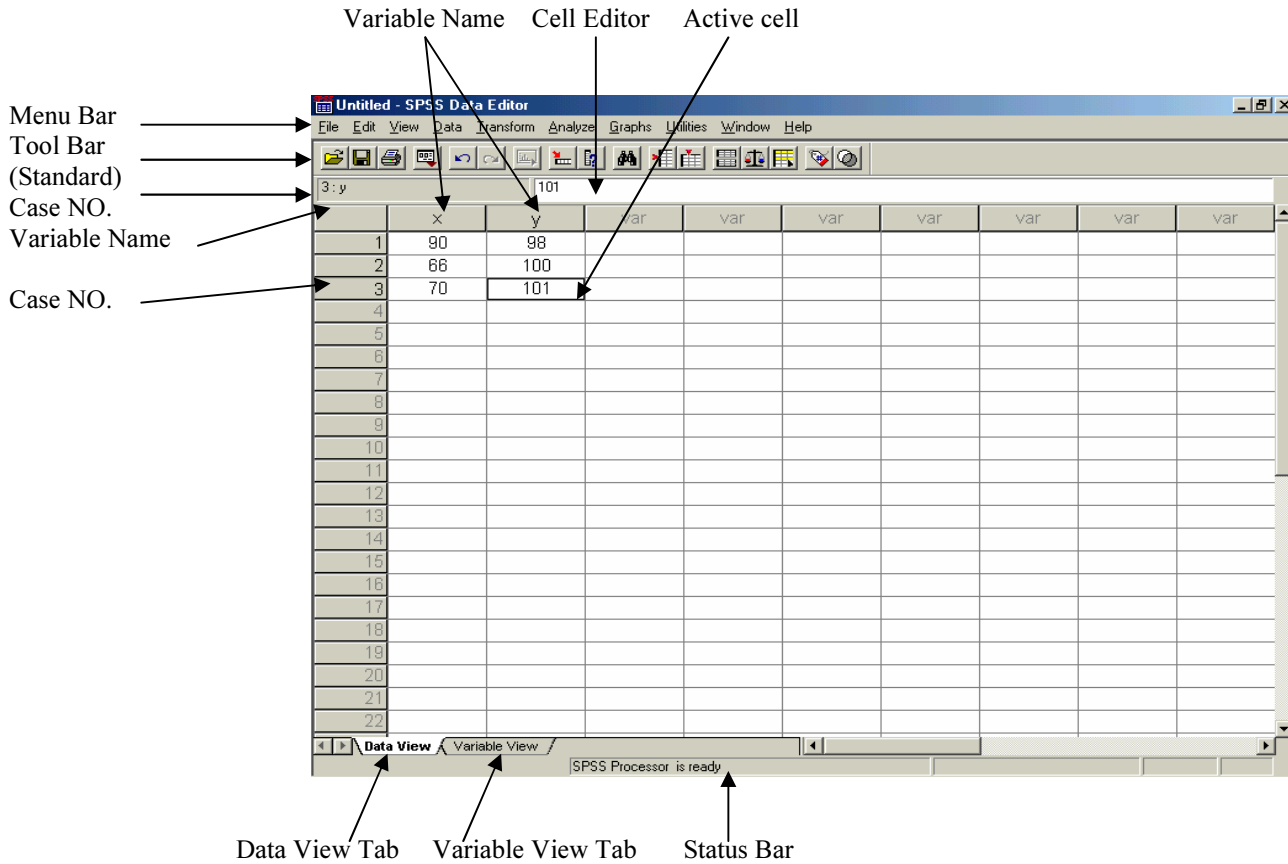 Variable Name Cell Editor Active cell
Menu Bar
Tool Bar
(Standard)
Case NO.
Variable Name
Case NO.
Untitled - SPSS Data Editor
File Edit View Data Transform Analyze Graphs Utilities Window Help
3 : y 101
x y var var var var var var var
1 90 98
2 66 100
3 70 101
4
5
6
7
8
9
10
11
12
13
14
15
16
17
18
19
20
21
22
Data View Variable View
SPSS Processor is ready
Data View Tab Variable View Tab Status Bar